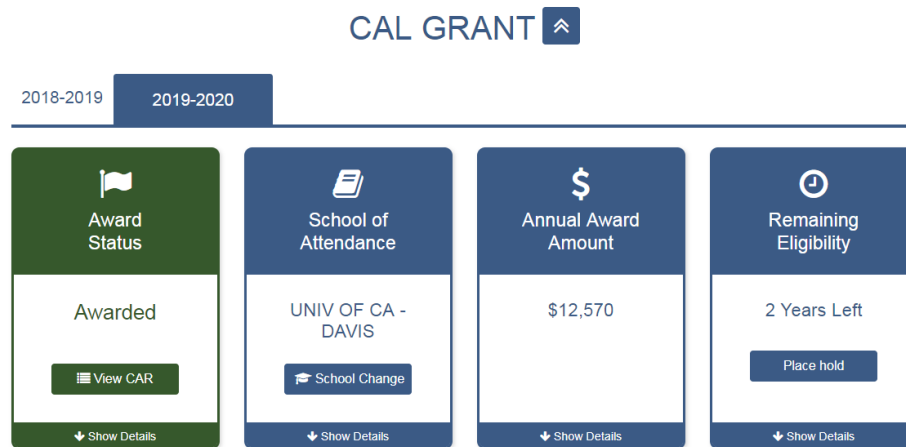 CAL GRANT
2018-2019
2019-2020
Award
Status
Awarded
View CAR
Show Details
School of
Attendance
UNIV OF CA -
DAVIS
School Change
Show Details
Annual Award
Amount
$12,570
Show Details
Remaining
Eligibility
2 Years Left
Place hold
Show Details